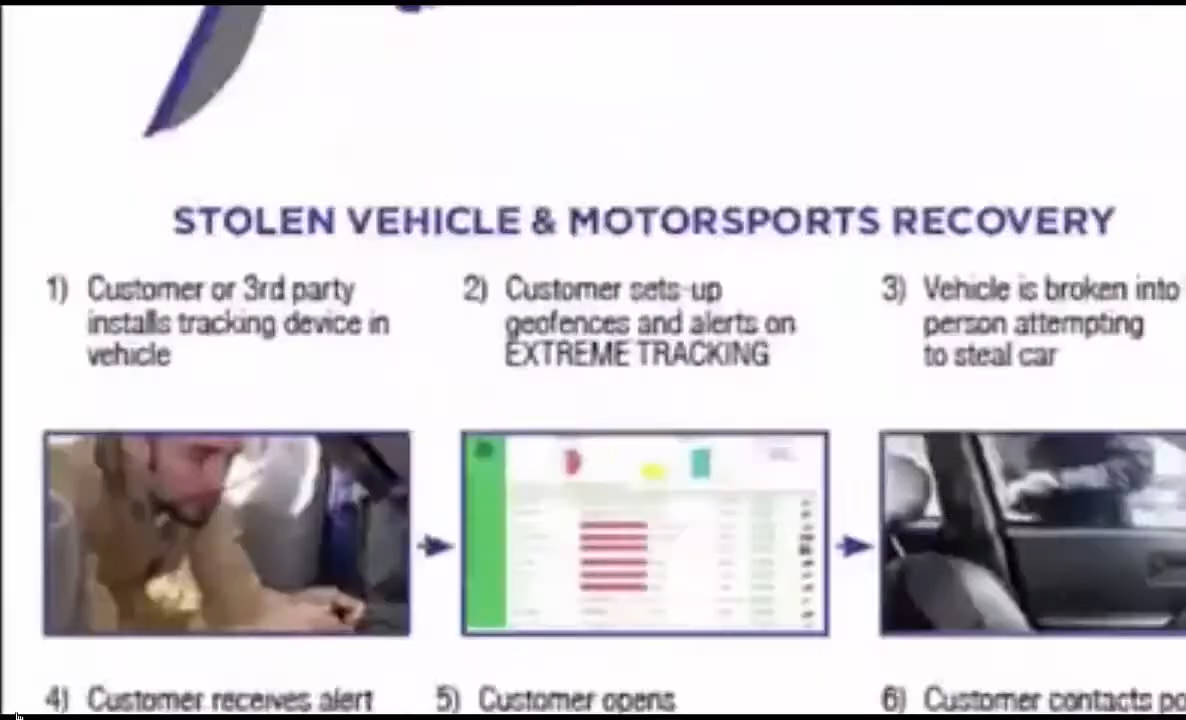 STOLEN VEHICLE & MOTORSPORTS RECOVERY
1) Customer or 3rd party
installs tracking device in
vehicle
2) Customer sets-up
geofences and alerts on
EXTREME TRACKING
3) Vehicle is broken into
person attempting
to steal car
4) Customer receives alert
5) Customer opens
6) Customer contacts po